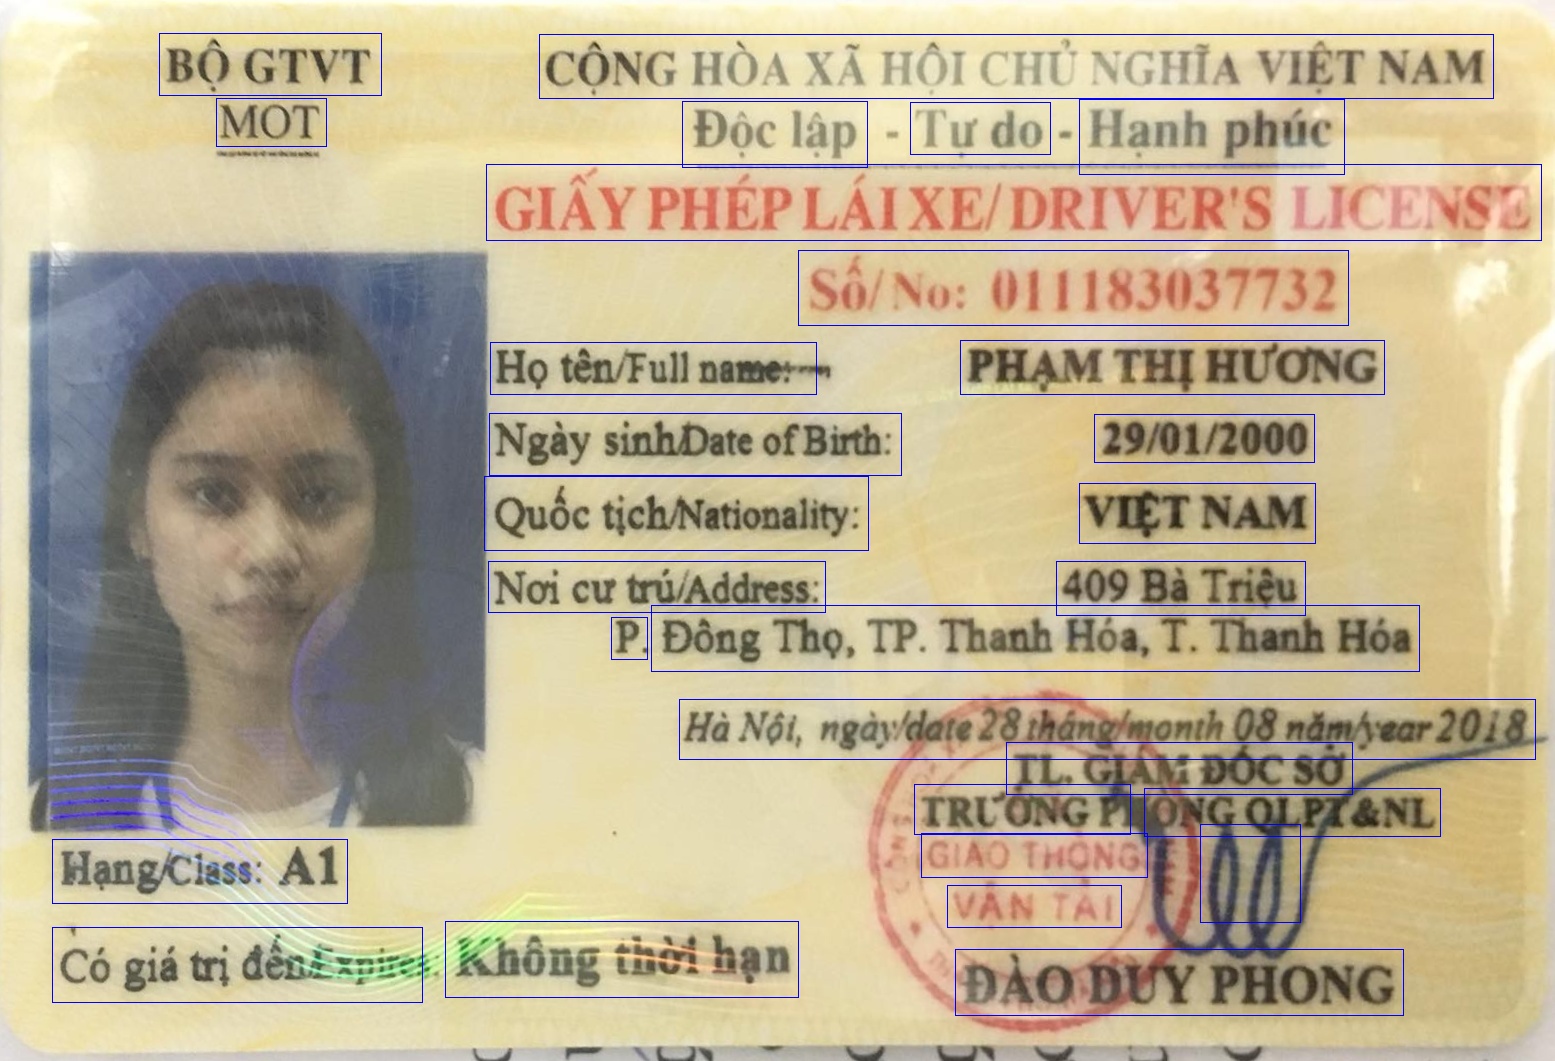 BỘ GTVT
MOT
CỘNG HÒA XÃ HỘI CHỦ NGHĨA VIỆT NAM
Độc lập - Tự do - Hạnh phúc
GIẤY PHÉP LÁI XE/ DRIVER'S LICENSE
Số/ No: 011183037732
Họ tên/Full name: PHẠM THỊ HƯƠNG
Ngày sinh/Date of Birth: 29/01/2000
Quốc tịch/Nationality: VIỆT NAM
Nơi cư trú/Address: 409 Bà Triệu
P. Đông Thọ, TP. Thanh Hóa, T. Thanh Hóa
Hà Nội, ngày/date 28 tháng/month 08 năm/year 2018
TL. GIÁM ĐỐC SỞ
TRƯỞNG PHÒNG QLPT&NL
GIAO THÔNG
VẬN TẢI
Hạng/Class: A1
Có giá trị đến/Expires: Không thời hạn
ĐÀO DUY PHONG